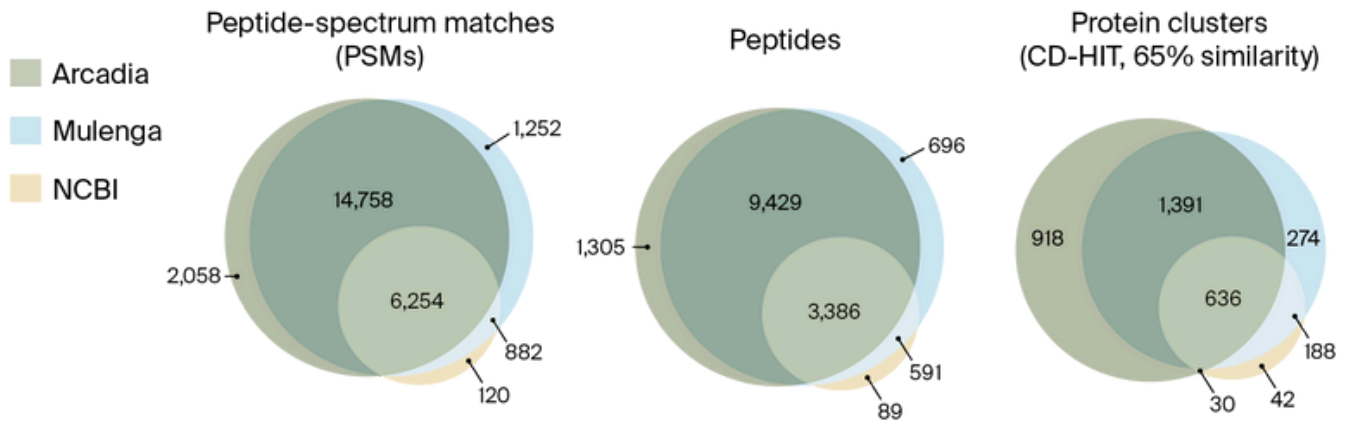 Peptide-spectrum matches
(PSMs)
Peptides
Protein clusters
(CD-HIT, 65% similarity)
Arcadia
Mulenga
NCBI
1,252
14,758
2,058
6,254
882
120
696
9,429
1,305
3,386
591
89
1,391
918
274
636
188
30
42